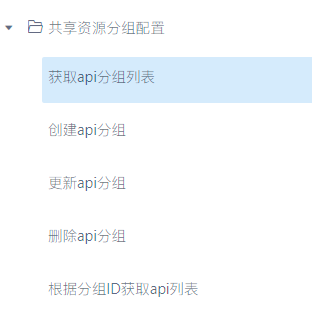 共享资源分组配置
获取api分组列表
创建api分组
更新api分组
删除api分组
根据分组ID获取api列表